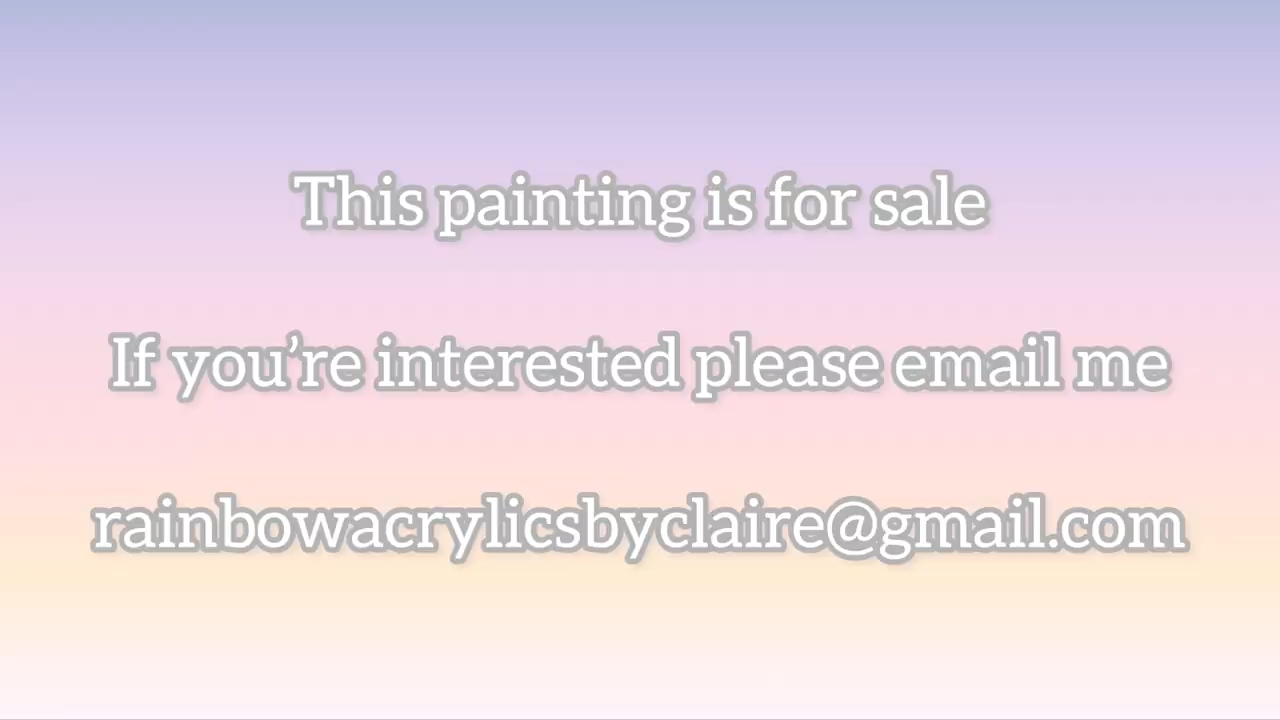 This painting is for sale
If you’re interested please email me
rainbowacrylicsbyclaire@gmail.com